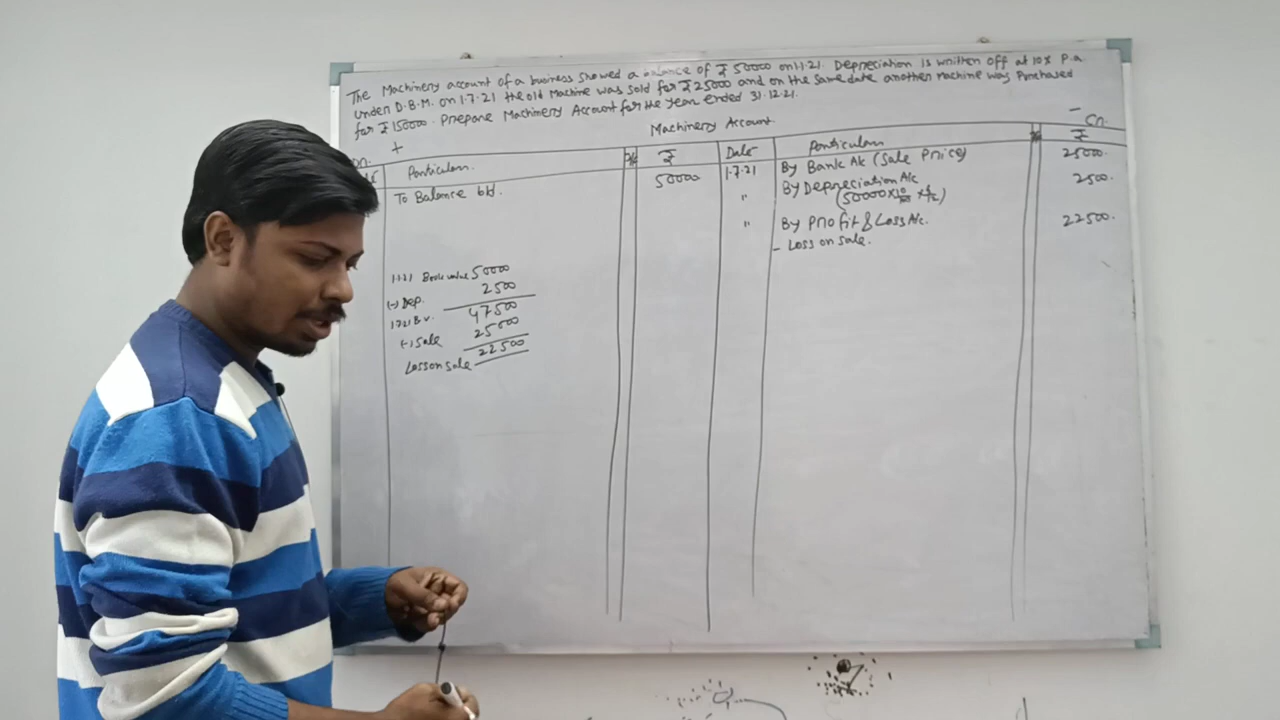 The Machinery account of a business showed a balance of ₹ 50000 on 1.1.21. Depreciation is written off at 10% p.a.
under D.B.M. on 1.7.21 the old Machine was sold for ₹ 25000 and on the same date another machine was purchased
for ₹ 150000. Prepare Machinery Account for the year ended 31.12.21.
Machinery Account
+
-
Dr.
Cr.
Particulars
₹
Date
Particulars
₹
To Balance b/d.
50000
1.7.21
By Bank A/c (Sale Price)
25000.
"
By Depreciation A/c
2500.
(50000×10/100×6/12)
"
By Profit & Loss A/c.
22500.
- Loss on sale.
1.1.21 Book value 50000
(-) Dep. 2500
1.7.21 B.v. 47500
(-) Sale 25000
Loss on sale 22500